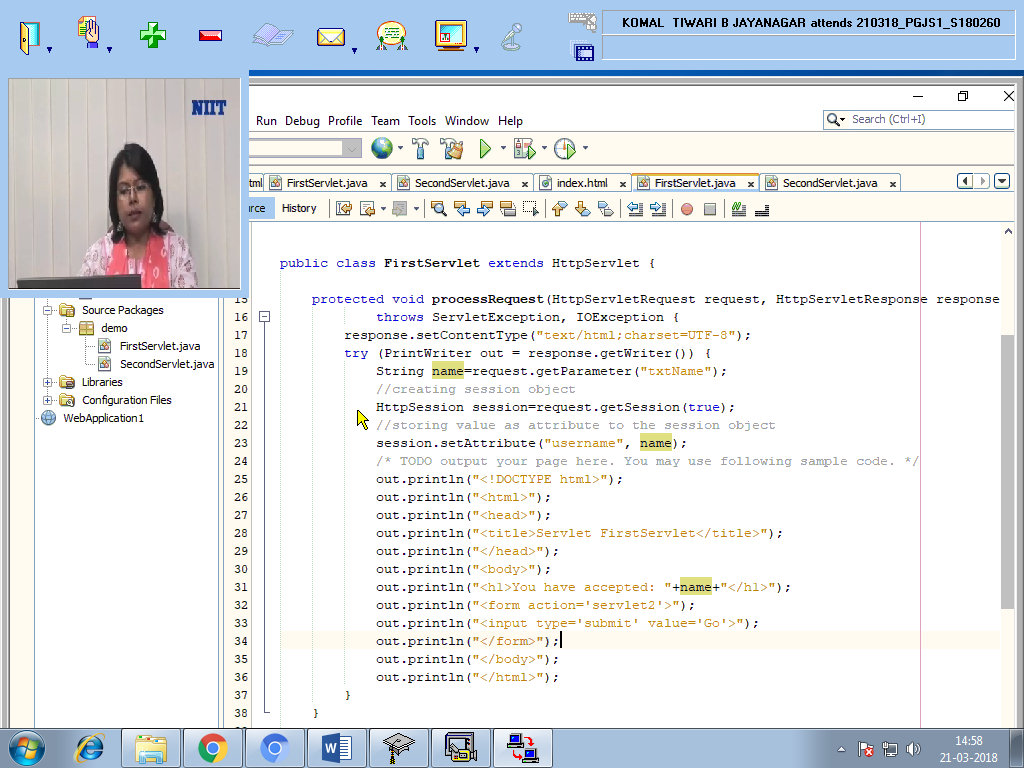 KOMAL TIWARI B JAYANAGAR attends 210318_PGJS1_S180260
NIIT
Run Debug Profile Team Tools Window Help
Search (Ctrl+I)
FirstServlet.java
SecondServlet.java
index.html
FirstServlet.java
SecondServlet.java
History
Source Packages
demo
FirstServlet.java
SecondServlet.java
Libraries
Configuration Files
WebApplication1
public class FirstServlet extends HttpServlet {
15 protected void processRequest(HttpServletRequest request, HttpServletResponse response
16 throws ServletException, IOException {
17 response.setContentType("text/html;charset=UTF-8");
18 try (PrintWriter out = response.getWriter()) {
19 String name=request.getParameter("txtName");
20 //creating session object
21 HttpSession session=request.getSession(true);
22 //storing value as attribute to the session object
23 session.setAttribute("username", name);
24 /* TODO output your page here. You may use following sample code. */
25 out.println("<!DOCTYPE html>");
26 out.println("<html>");
27 out.println("<head>");
28 out.println("<title>Servlet FirstServlet</title>");
29 out.println("</head>");
30 out.println("<body>");
31 out.println("<h1>You have accepted: "+name+"</h1>");
32 out.println("<form action='servlet2'>");
33 out.println("<input type='submit' value='Go'>");
34 out.println("</form>");
35 out.println("</body>");
36 out.println("</html>");
37 }
38 }
14:58
21-03-2018